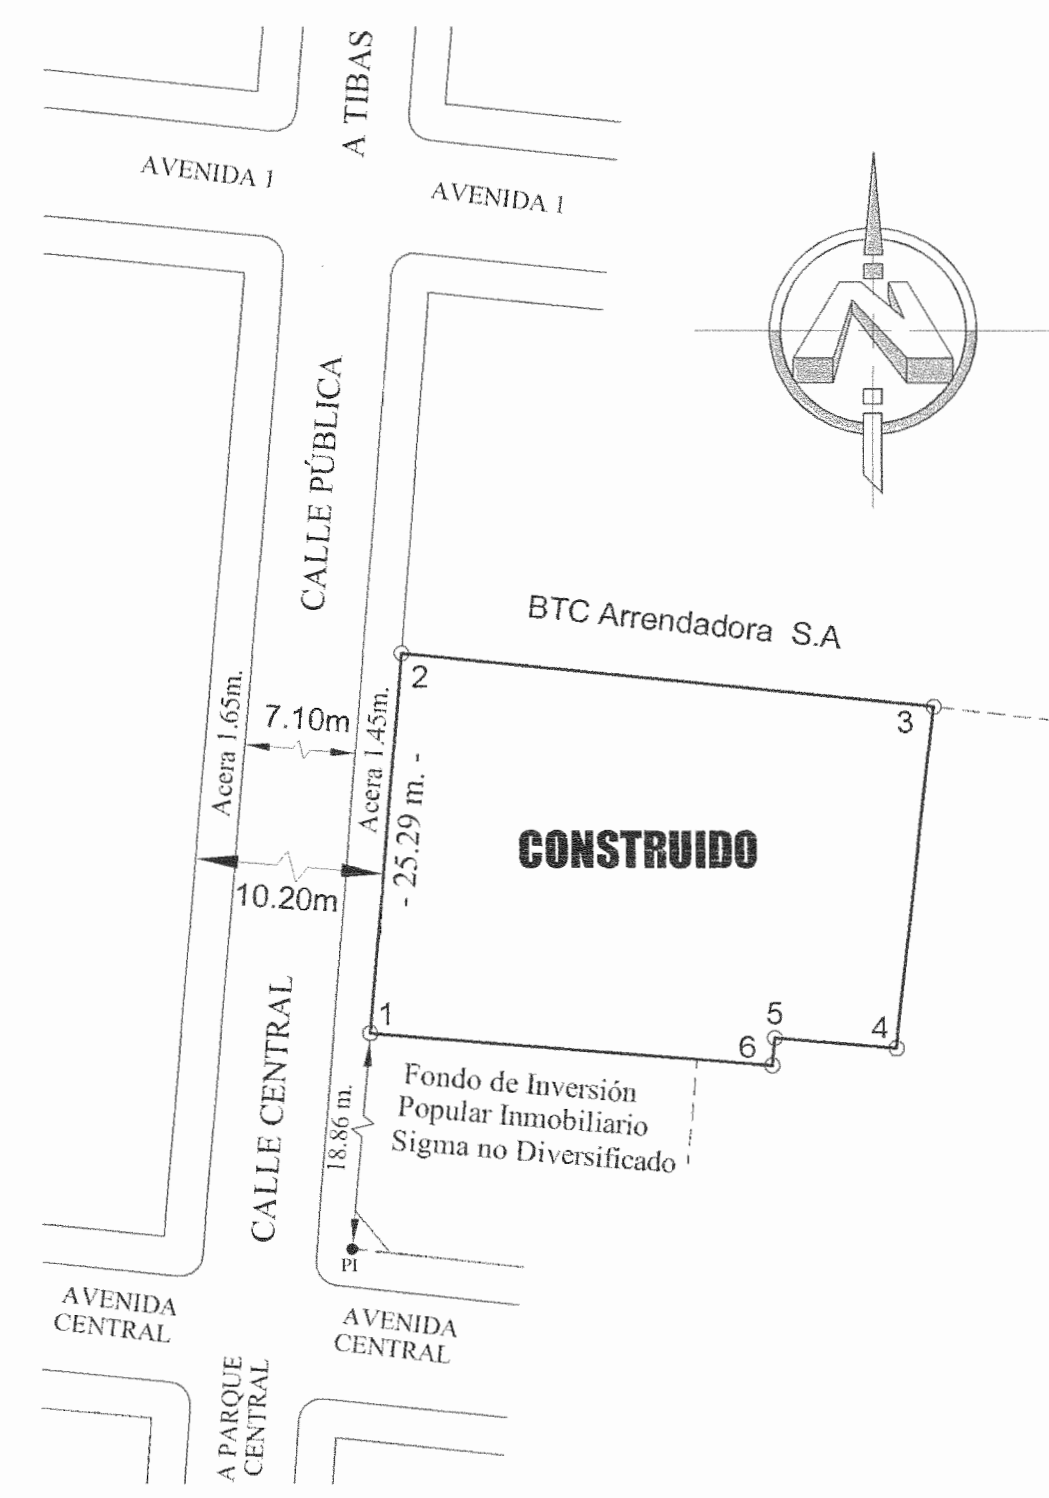 A TIBAS
AVENIDA 1
AVENIDA 1
N
CALLE PÚBLICA
BTC Arrendadora S.A
2
3
Acera 1.65m.
7.10m
Acera 1.45m.
- 25.29 m. -
CONSTRUIDO
10.20m
1
5
4
6
CALLE CENTRAL
18.86 m.
Fondo de Inversión
Popular Inmobiliario
Sigma no Diversificado
PI
AVENIDA
CENTRAL
AVENIDA
CENTRAL
A PARQUE
CENTRAL